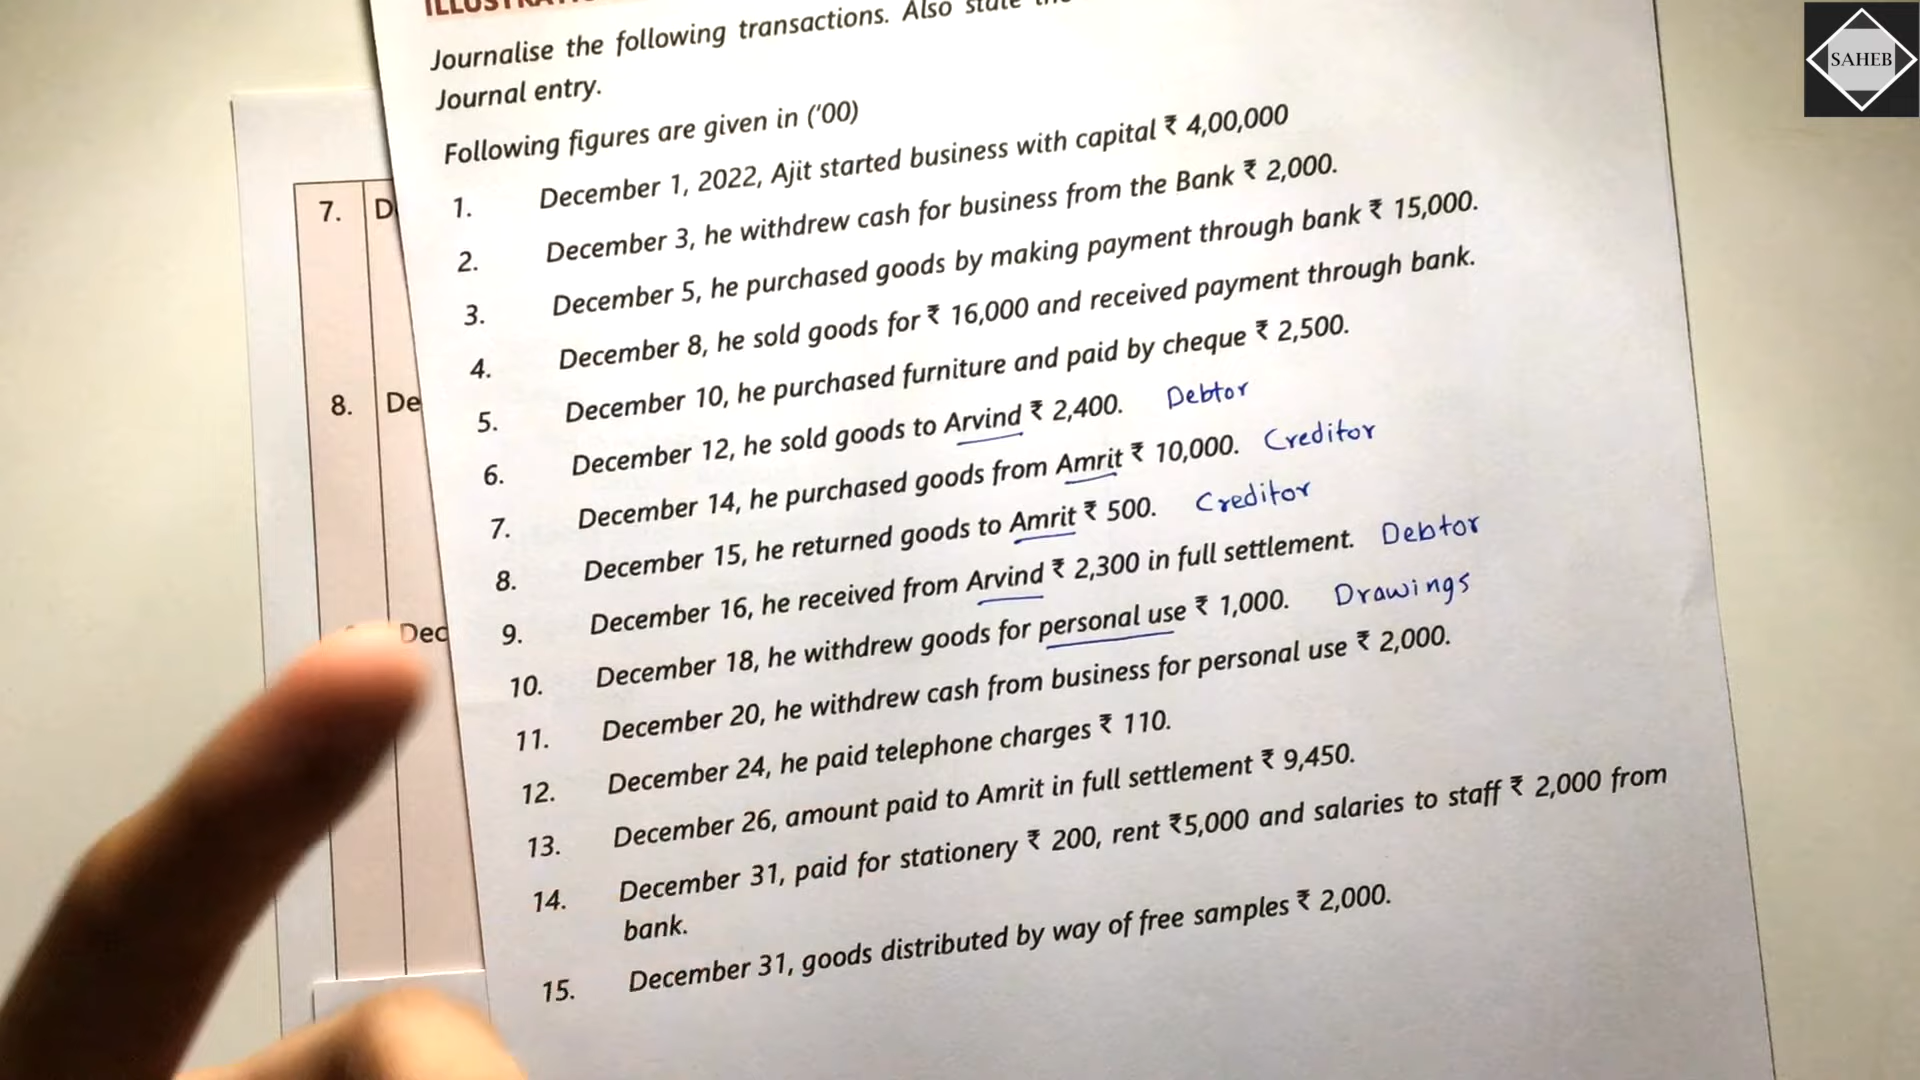 Journalise the following transactions. Also state
Journal entry.
Following figures are given in ('00)
1. December 1, 2022, Ajit started business with capital ₹ 4,00,000
2. December 3, he withdrew cash for business from the Bank ₹ 2,000.
3. December 5, he purchased goods by making payment through bank ₹ 15,000.
4. December 8, he sold goods for ₹ 16,000 and received payment through bank.
5. December 10, he purchased furniture and paid by cheque ₹ 2,500.
6. December 12, he sold goods to Arvind ₹ 2,400. Debtor
7. December 14, he purchased goods from Amrit ₹ 10,000. Creditor
8. December 15, he returned goods to Amrit ₹ 500. Creditor
9. December 16, he received from Arvind ₹ 2,300 in full settlement. Debtor
10. December 18, he withdrew goods for personal use ₹ 1,000. Drawings
11. December 20, he withdrew cash from business for personal use ₹ 2,000.
12. December 24, he paid telephone charges ₹ 110.
13. December 26, amount paid to Amrit in full settlement ₹ 9,450.
14. December 31, paid for stationery ₹ 200, rent ₹5,000 and salaries to staff ₹ 2,000 from
bank.
15. December 31, goods distributed by way of free samples ₹ 2,000.
7. D
8. De
Dec
SAHEB